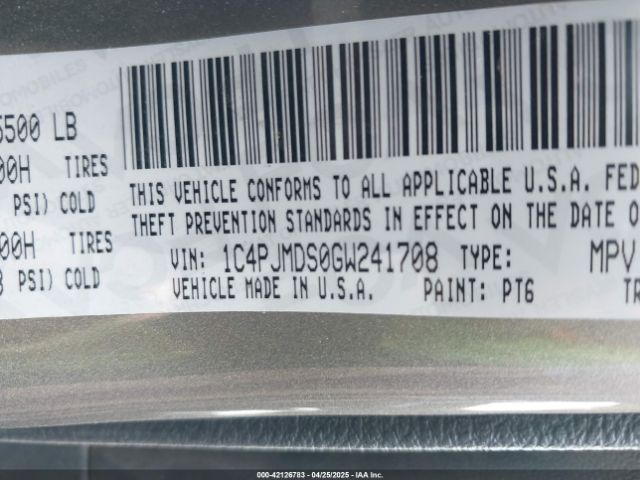 5500 LB
00H TIRES
PSI) COLD
THIS VEHICLE CONFORMS TO ALL APPLICABLE U.S.A. FED
THEFT PREVENTION STANDARDS IN EFFECT ON THE DATE O
00H TIRES
VIN: 1C4PJMDS0GW241708 TYPE: MPV
PSI) COLD
VEHICLE MADE IN U.S.A. PAINT: PT6 TR
000-42126783 - 04/25/2025 - IAA Inc.